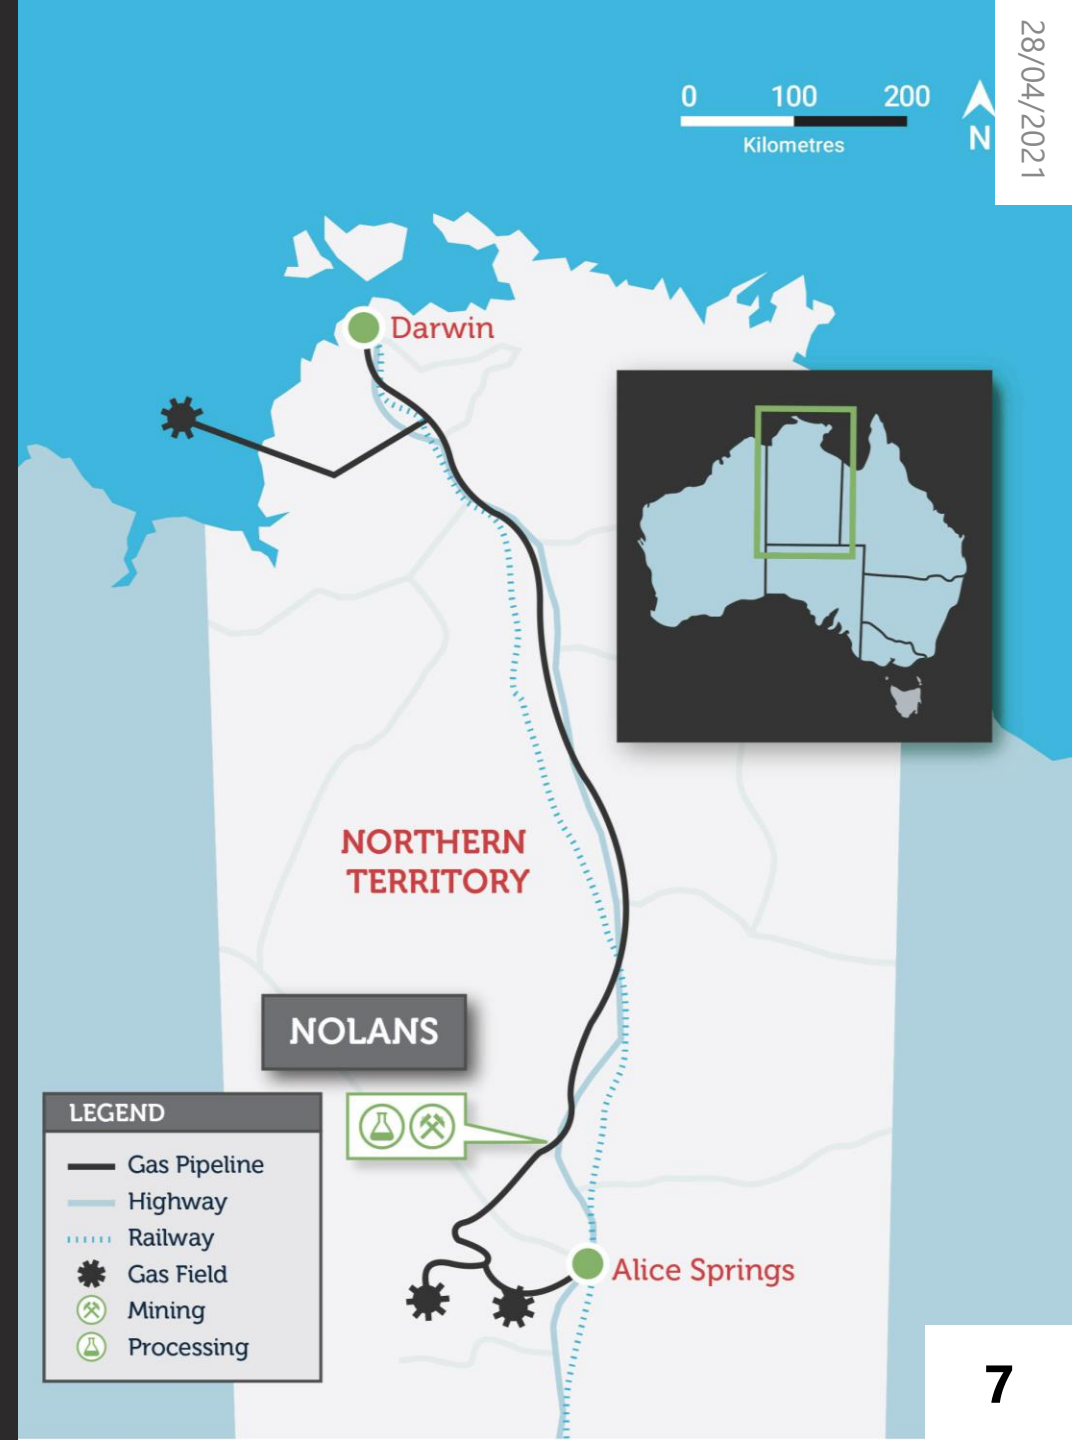 28/04/2021
0 100 200
Kilometres
N
Darwin
NORTHERN
TERRITORY
NOLANS
LEGEND
Gas Pipeline
Highway
Railway
Gas Field
Mining
Processing
Alice Springs
7